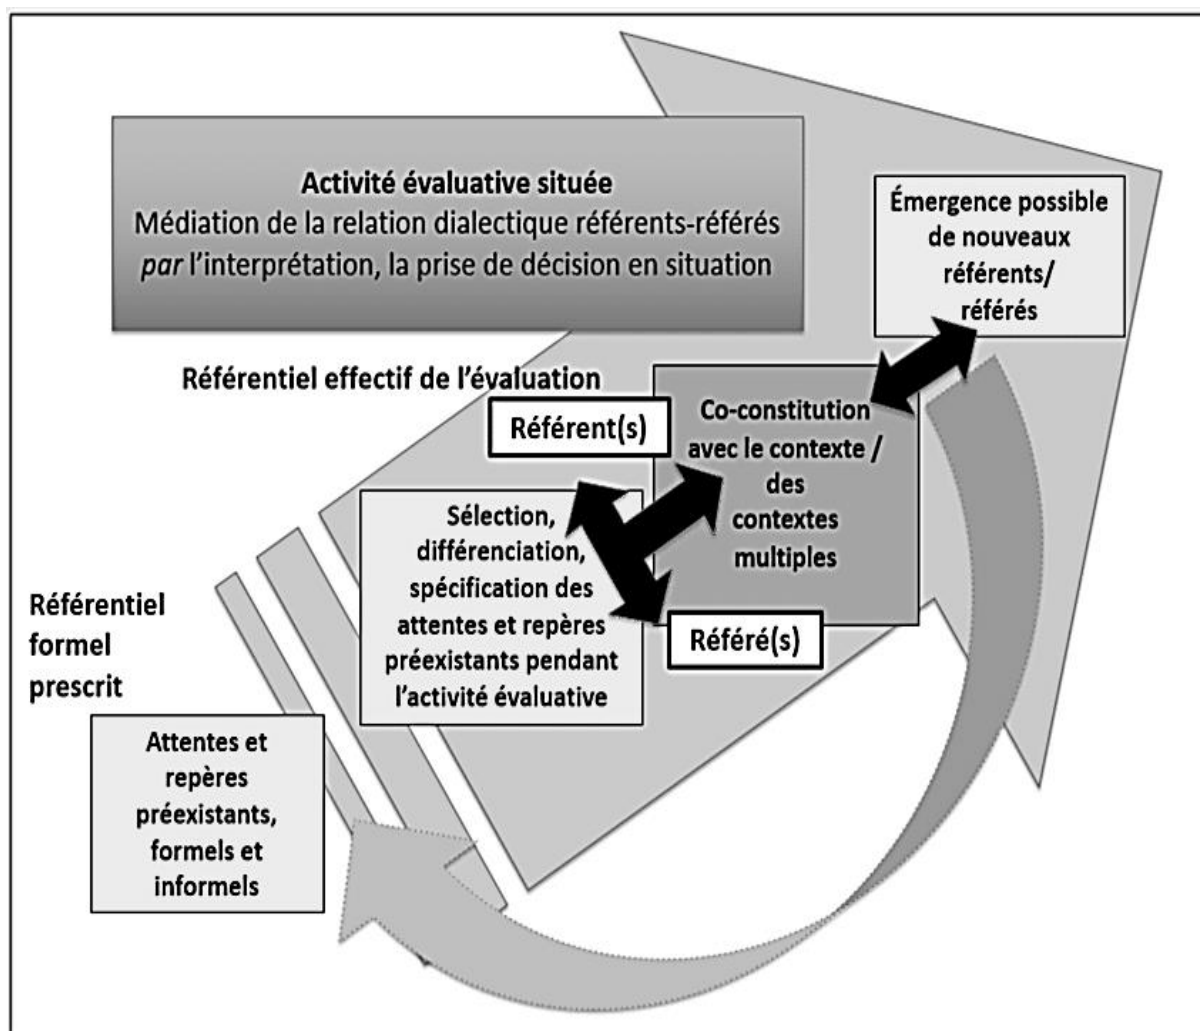 Activité évaluative située
Médiation de la relation dialectique référents-référés
par l’interprétation, la prise de décision en situation
Émergence possible
de nouveaux
référents/
référés
Référentiel effectif de l’évaluation
Référent(s)
Co-constitution
avec le contexte /
des
contextes
multiples
Sélection,
différenciation,
spécification des
attentes et repères
préexistants pendant
l’activité évaluative
Référé(s)
Référentiel
formel
prescrit
Attentes et
repères
préexistants,
formels et
informels